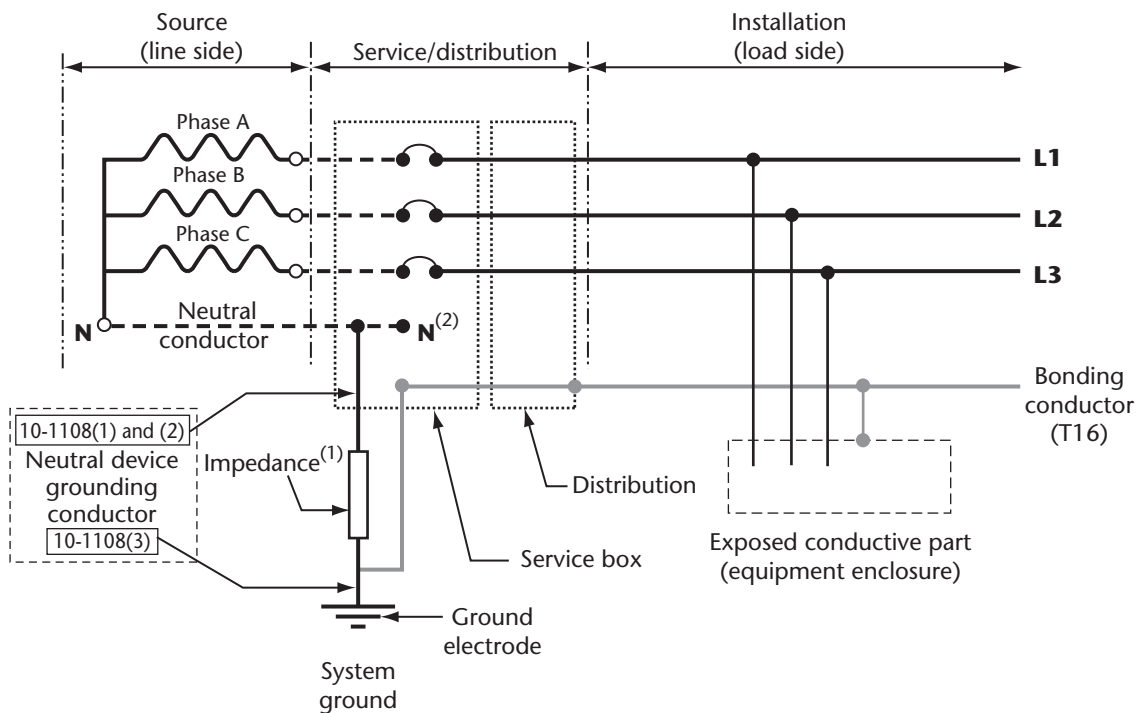 Source
(line side)
Service/distribution
Installation
(load side)
Phase A
L1
Phase B
L2
Phase C
L3
N
Neutral
conductor
N(2)
Bonding
conductor
(T16)
10-1108(1) and (2)
Neutral device
grounding
conductor
10-1108(3)
Impedance(1)
Distribution
Service box
Exposed conductive part
(equipment enclosure)
Ground
electrode
System
ground